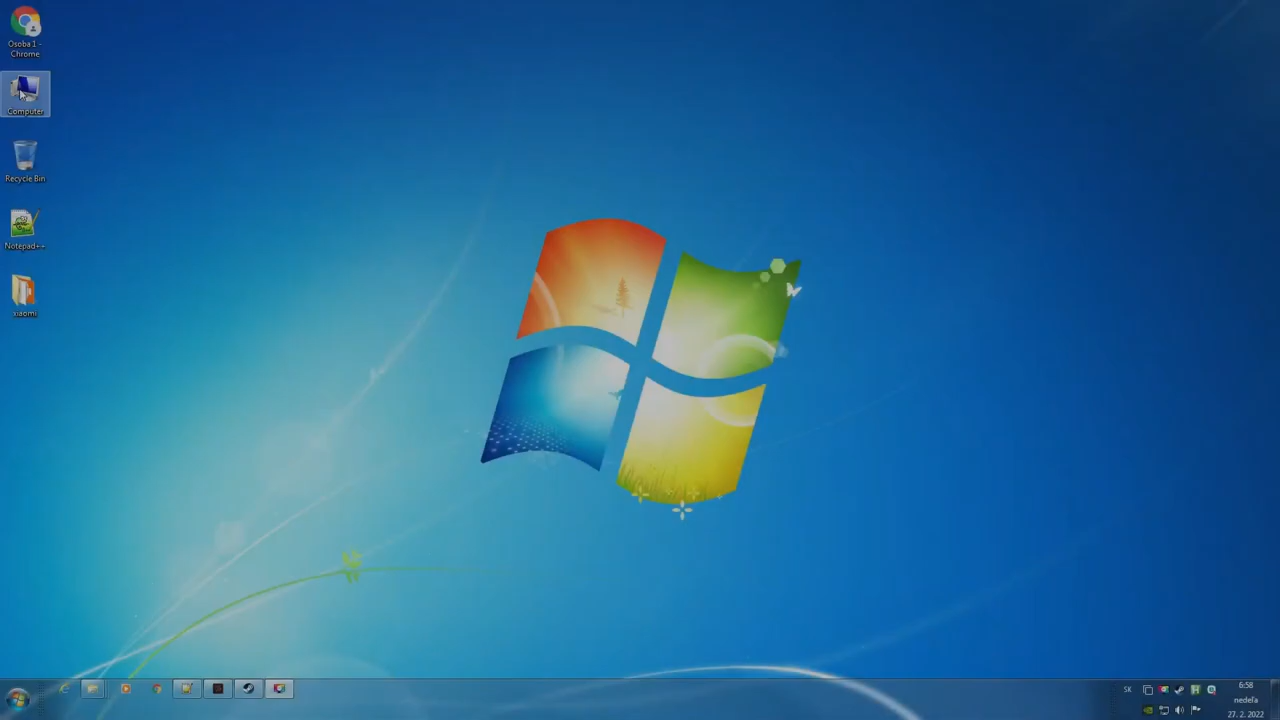 Osoba 1 -
Chrome
Computer
Recycle Bin
Notepad++
xiaomi
SK
6:58
nedeľa
27. 2. 2022